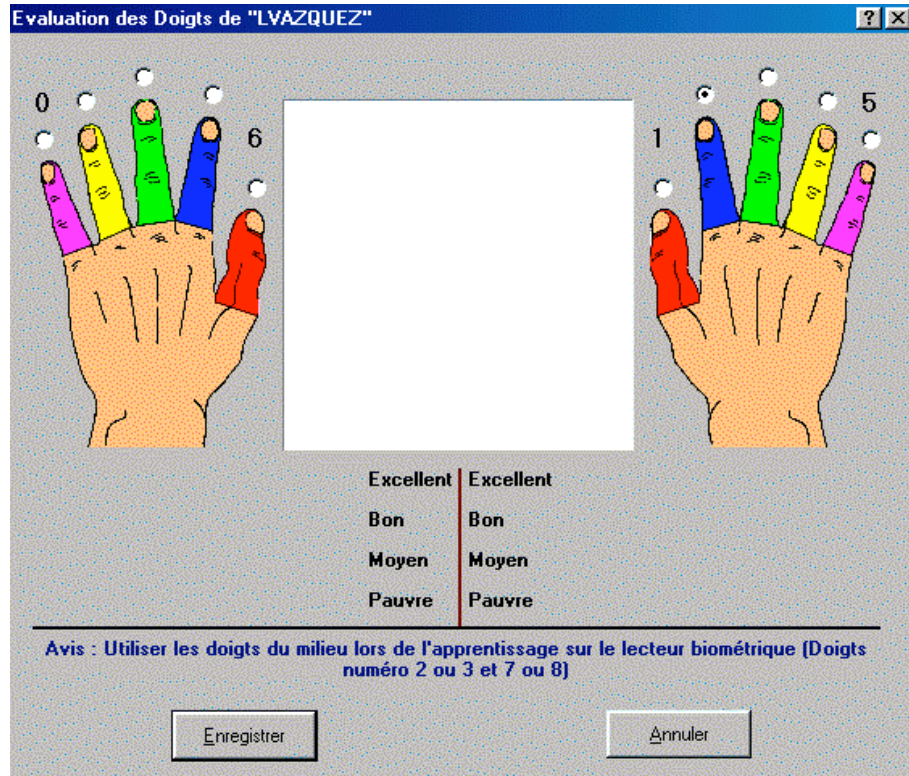 Evaluation des Doigts de "LVAZQUEZ"
0
6
1
5
Excellent Excellent
Bon Bon
Moyen Moyen
Pauvre Pauvre
Avis : Utiliser les doigts du milieu lors de l'apprentissage sur le lecteur biométrique (Doigts
numéro 2 ou 3 et 7 ou 8)
Enregistrer Annuler